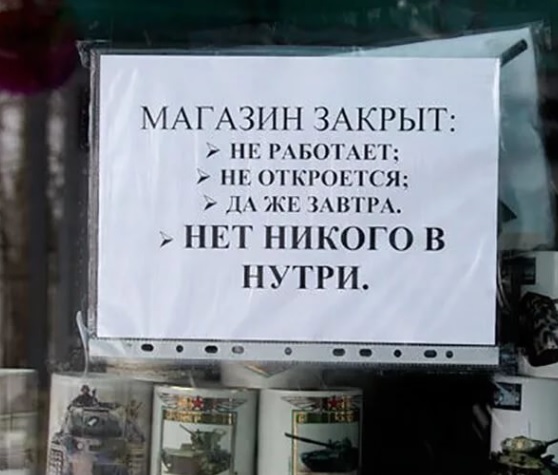 МАГАЗИН ЗАКРЫТ:
➢ НЕ РАБОТАЕТ;
➢ НЕ ОТКРОЕТСЯ;
➢ ДА ЖЕ ЗАВТРА.
➢ НЕТ НИКОГО В
НУТРИ.